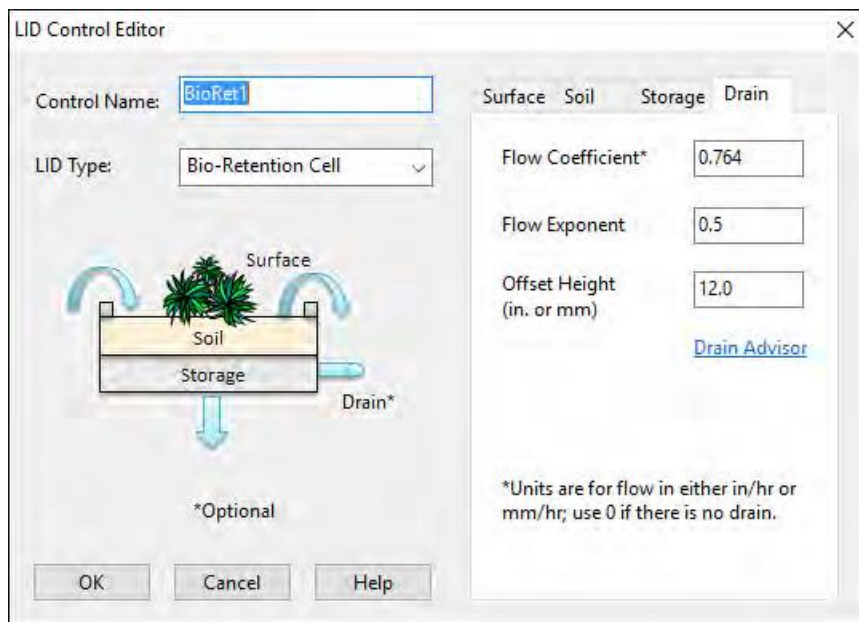 LID Control Editor
Control Name:
BioRet1
LID Type:
Bio-Retention Cell
Surface
Soil
Storage
Drain*
*Optional
OK
Cancel
Help
Surface Soil Storage Drain
Flow Coefficient*
0.764
Flow Exponent
0.5
Offset Height
(in. or mm)
12.0
Drain Advisor
*Units are for flow in either in/hr or
mm/hr; use 0 if there is no drain.